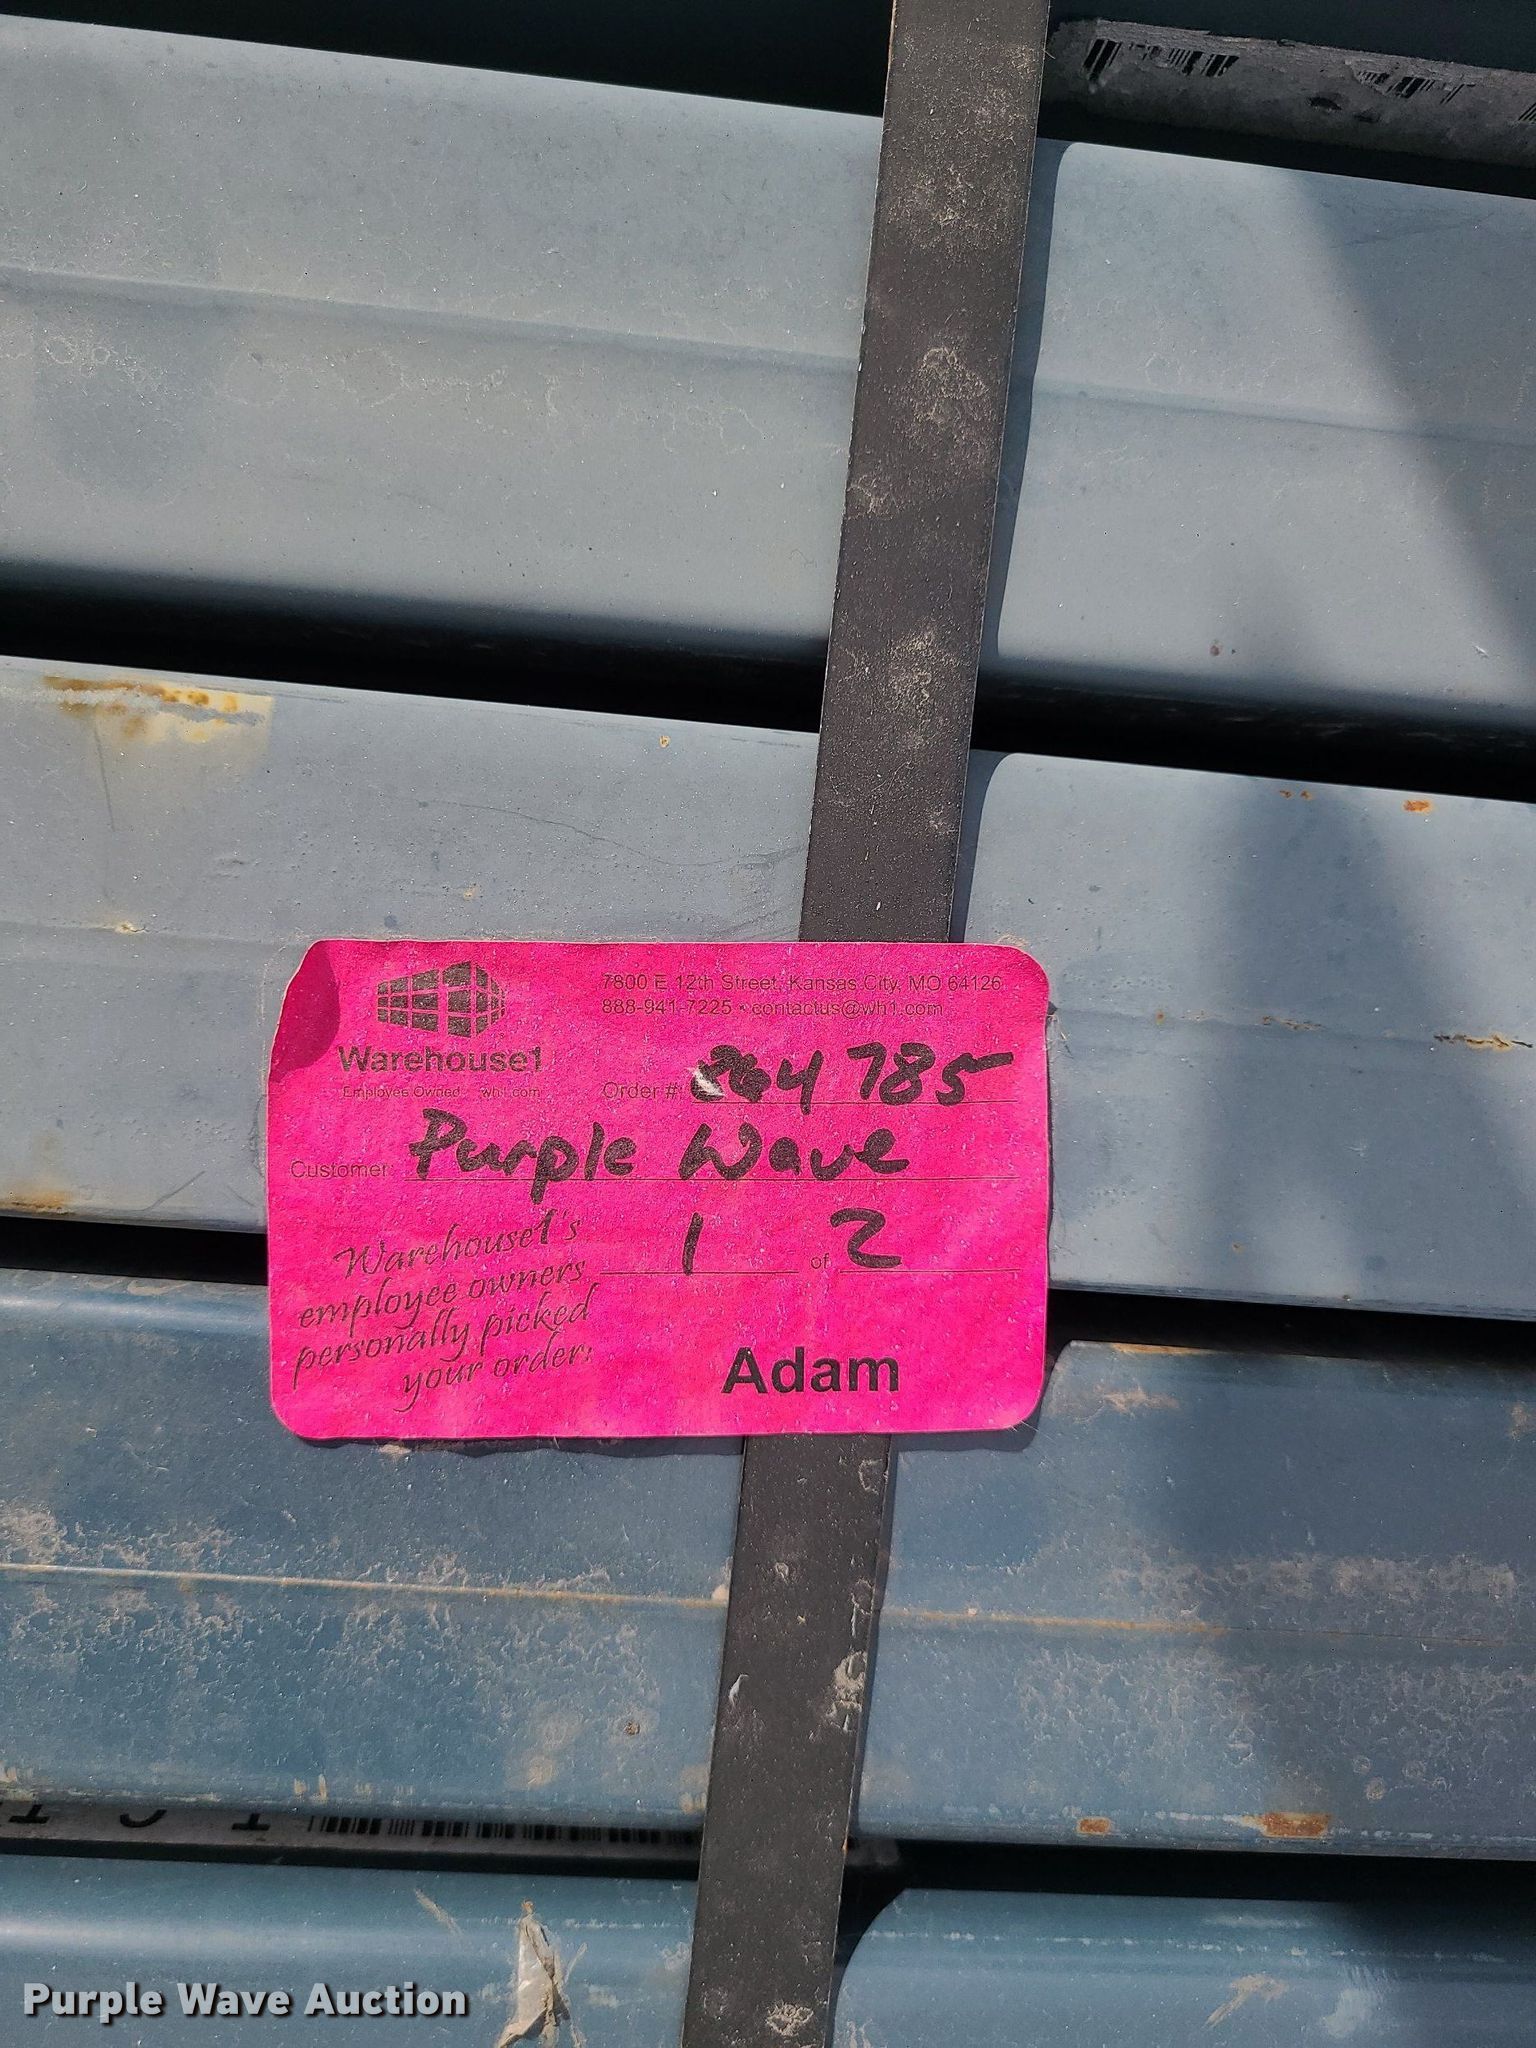 7800 E 12th Street, Kansas City, MO 64126
888-941-7225 • contactus@wh1.com
Warehouse1
Employee Owned wh1.com
Order #: 785
Customer: Purple Wave
1 of 2
Warehouse1's
employee owners
personally picked
your order:
Adam
Purple Wave Auction